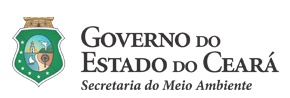 GOVERNO DO
ESTADO DO CEARÁ
Secretaria do Meio Ambiente